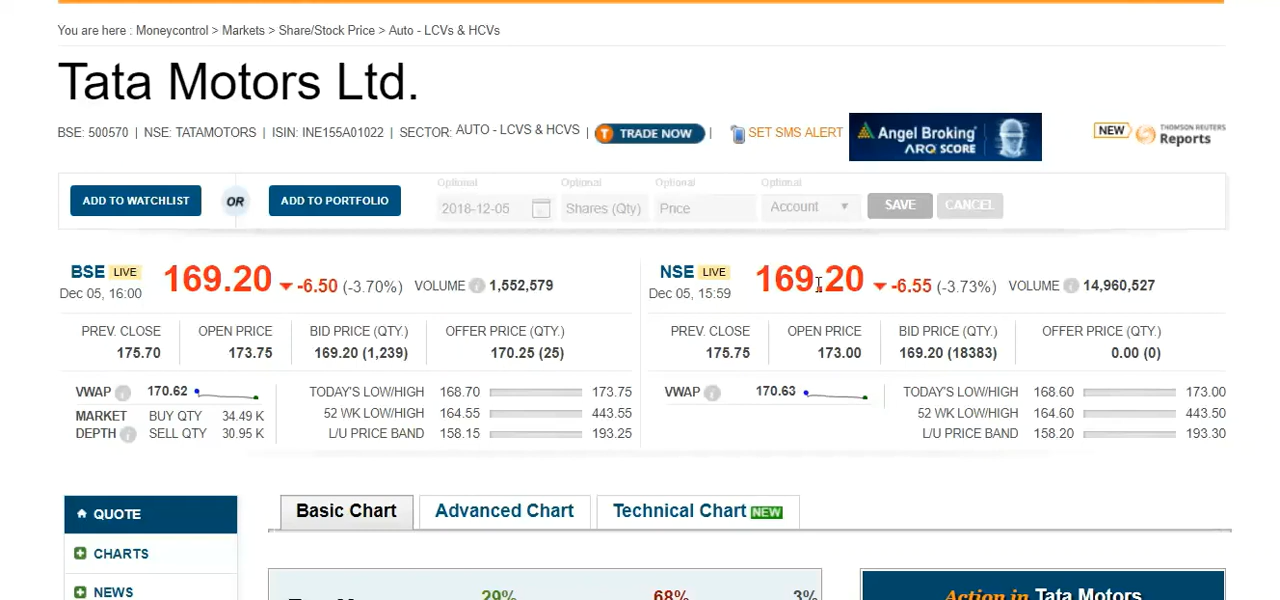 You are here : Moneycontrol > Markets > Share/Stock Price > Auto - LCVs & HCVs
Tata Motors Ltd.
BSE: 500570 | NSE: TATAMOTORS | ISIN: INE155A01022 | SECTOR: AUTO - LCVS & HCVS | TRADE NOW | SET SMS ALERT
Angel Broking
ARQ SCORE
NEW THOMSON REUTERS
Reports
Optional Optional Optional Optional
ADD TO WATCHLIST OR ADD TO PORTFOLIO 2018-12-05 Shares (Qty) Price Account SAVE CANCEL
BSE LIVE 169.20 -6.50 (-3.70%) VOLUME 1,552,579
Dec 05, 16:00
PREV. CLOSE OPEN PRICE BID PRICE (QTY.) OFFER PRICE (QTY.)
175.70 173.75 169.20 (1,239) 170.25 (25)
VWAP 170.62 TODAY'S LOW/HIGH 168.70 173.75
MARKET BUY QTY 34.49 K 52 WK LOW/HIGH 164.55 443.55
DEPTH SELL QTY 30.95 K L/U PRICE BAND 158.15 193.25
NSE LIVE 169.20 -6.55 (-3.73%) VOLUME 14,960,527
Dec 05, 15:59
PREV. CLOSE OPEN PRICE BID PRICE (QTY.) OFFER PRICE (QTY.)
175.75 173.00 169.20 (18383) 0.00 (0)
VWAP 170.63 TODAY'S LOW/HIGH 168.60 173.00
52 WK LOW/HIGH 164.60 443.50
L/U PRICE BAND 158.20 193.30
QUOTE
CHARTS
NEWS
Basic Chart Advanced Chart Technical Chart NEW
29% 68% 3%
Action in Tata Motors